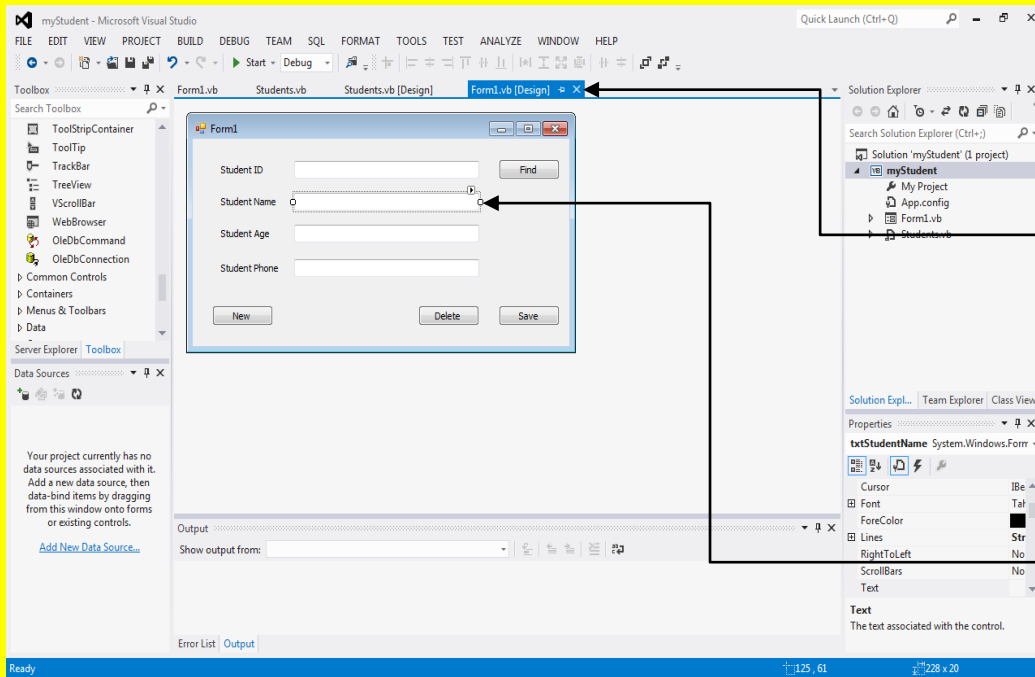 myStudent - Microsoft Visual Studio
Quick Launch (Ctrl+Q)
FILE EDIT VIEW PROJECT BUILD DEBUG TEAM SQL FORMAT TOOLS TEST ANALYZE WINDOW HELP
Start Debug
Toolbox
Form1.vb Students.vb Students.vb [Design] Form1.vb [Design]
Solution Explorer
Search Toolbox
Search Solution Explorer (Ctrl+;)
ToolStripContainer
ToolTip
TrackBar
TreeView
VScrollBar
WebBrowser
OleDbCommand
OleDbConnection
Common Controls
Containers
Menus & Toolbars
Data
Server Explorer Toolbox
Form1
Student ID
Find
Student Name
Student Age
Student Phone
New
Delete
Save
Solution 'myStudent' (1 project)
VB myStudent
My Project
App.config
Form1.vb
Students.vb
Solution Expl... Team Explorer Class View
Data Sources
Your project currently has no
data sources associated with it.
Add a new data source, then
data-bind items by dragging
from this window onto forms
or existing controls.
Add New Data Source...
Output
Show output from:
Error List Output
Properties
txtStudentName System.Windows.Form
Cursor IBe
Font Tah
ForeColor
Lines Str
RightToLeft No
ScrollBars No
Text
Text
The text associated with the control.
Ready
125 , 61
228 x 20